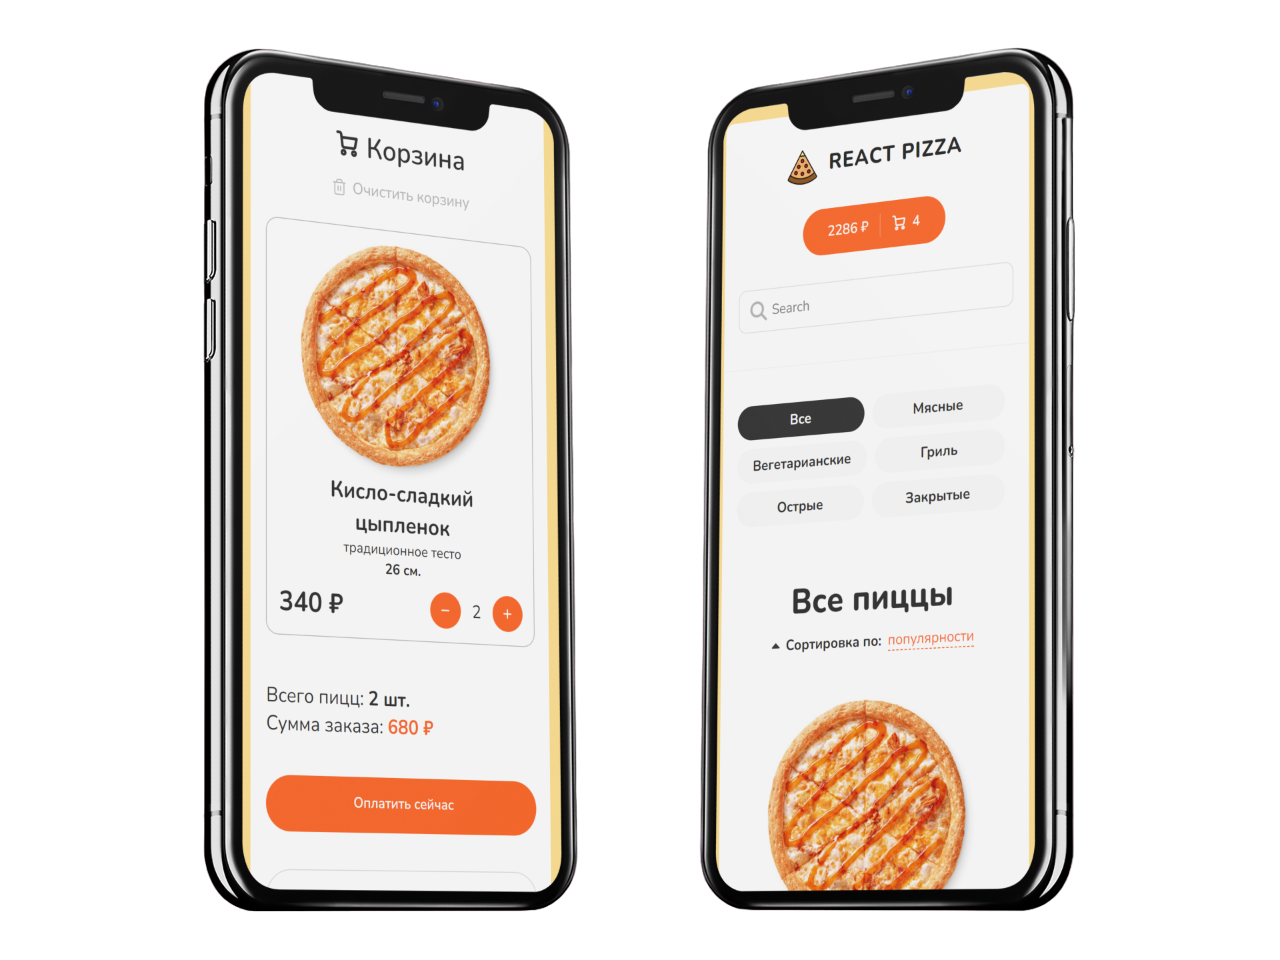 Корзина
Очистить корзину
Кисло-сладкий
цыпленок
традиционное тесто
26 см.
340 ₽
− 2 +
Всего пицц: 2 шт.
Сумма заказа: 680 ₽
Оплатить сейчас
REACT PIZZA
2286 ₽ 4
Search
Все Мясные
Вегетарианские Гриль
Острые Закрытые
Все пиццы
Сортировка по: популярности